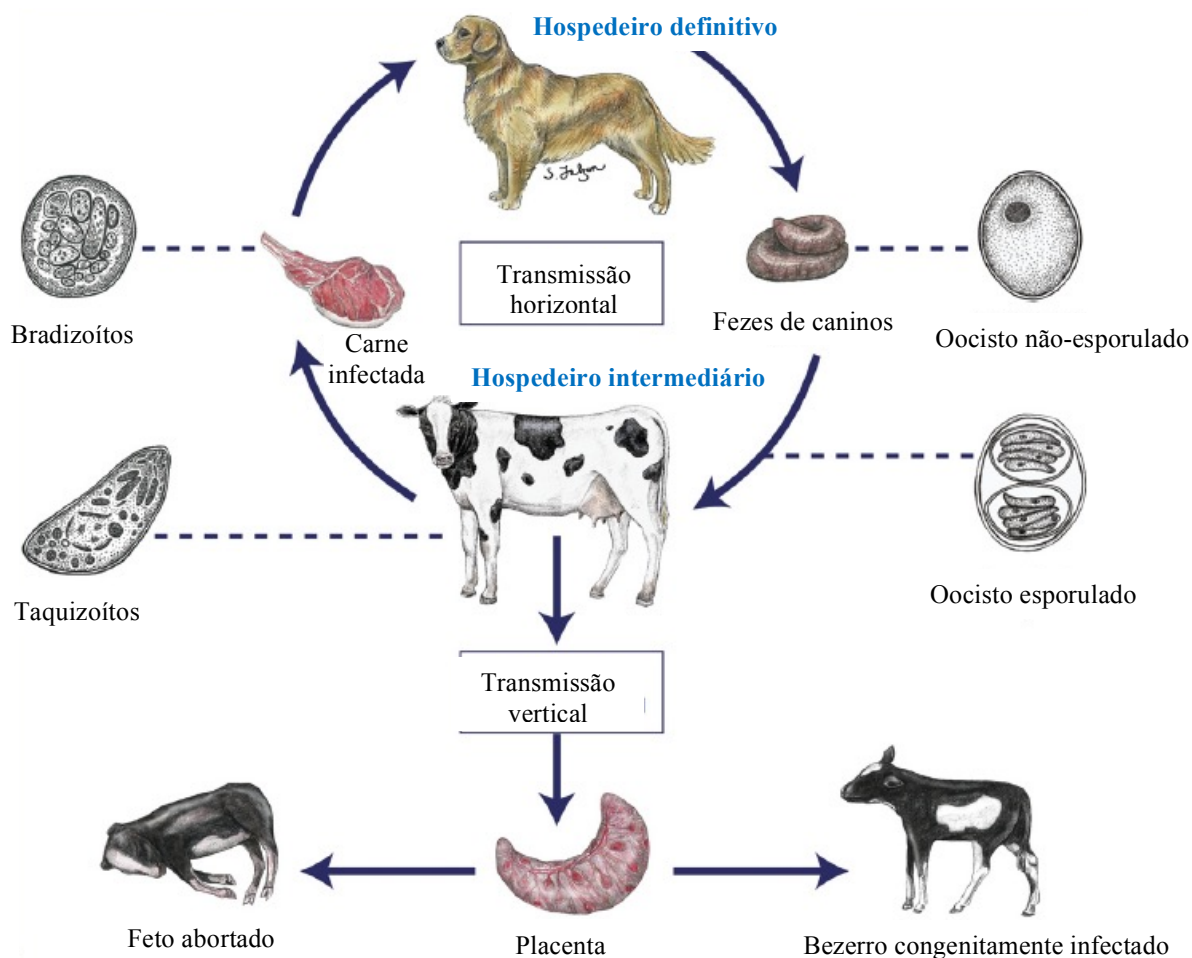 Hospedeiro definitivo
Transmissão
horizontal
Bradizoítos
Carne
infectada
Fezes de caninos
Oocisto não-esporulado
Hospedeiro intermediário
Taquizoítos
Oocisto esporulado
Transmissão
vertical
Feto abortado
Placenta
Bezerro congenitamente infectado